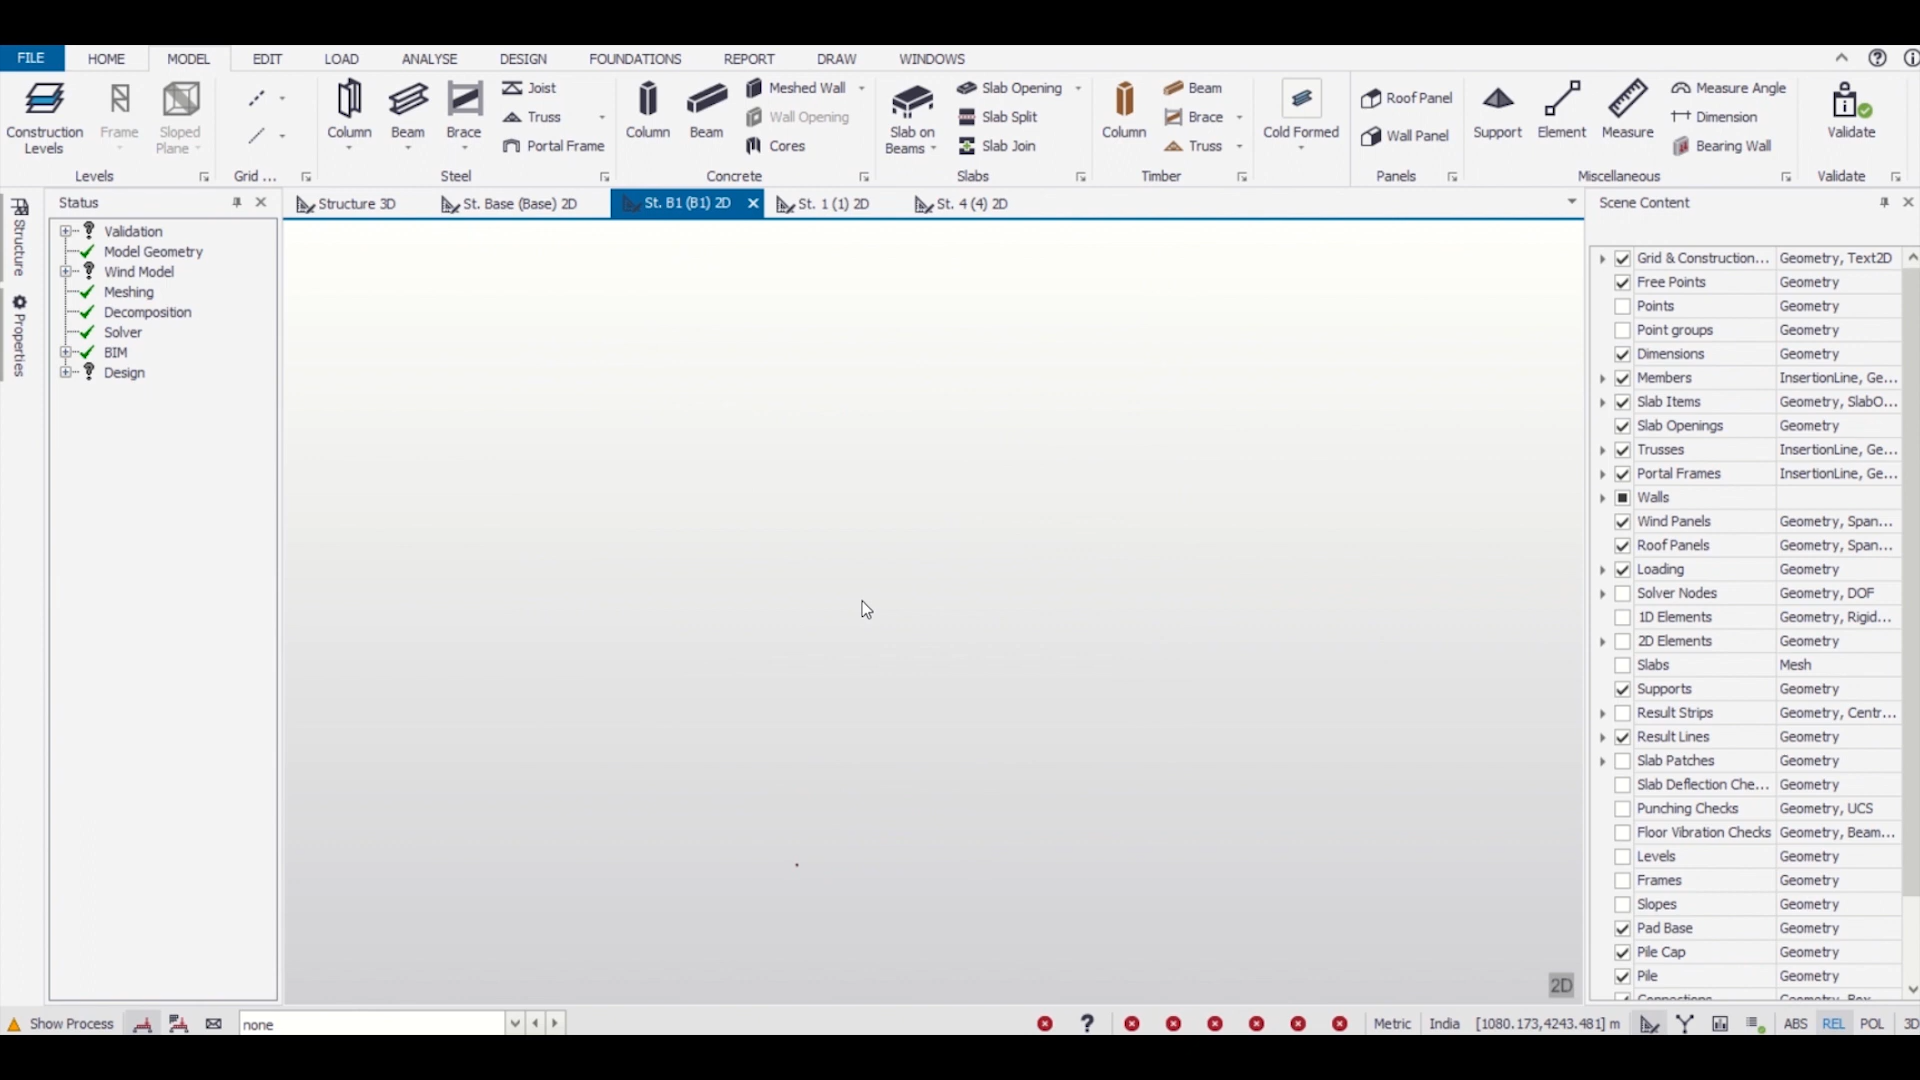 FILE HOME MODEL EDIT LOAD ANALYSE DESIGN FOUNDATIONS REPORT DRAW WINDOWS
Construction Levels
Frame
Sloped Plane
Levels
Grid ...
Column
Beam
Brace
Joist
Truss
Portal Frame
Steel
Column
Beam
Meshed Wall
Wall Opening
Cores
Concrete
Slab on Beams
Slab Opening
Slab Split
Slab Join
Slabs
Column
Beam
Brace
Truss
Timber
Cold Formed
Roof Panel
Wall Panel
Panels
Support
Element
Measure
Measure Angle
Dimension
Bearing Wall
Miscellaneous
Validate
Validate
Structure
Properties
Status
Validation
Model Geometry
Wind Model
Meshing
Decomposition
Solver
BIM
Design
Structure 3D
St. Base (Base) 2D
St. B1 (B1) 2D
St. 1 (1) 2D
St. 4 (4) 2D
2D
Scene Content
Grid & Construction... Geometry, Text2D
Free Points Geometry
Points Geometry
Point groups Geometry
Dimensions Geometry
Members InsertionLine, Ge...
Slab Items Geometry, SlabO...
Slab Openings Geometry
Trusses InsertionLine, Ge...
Portal Frames InsertionLine, Ge...
Walls
Wind Panels Geometry, Span...
Roof Panels Geometry, Span...
Loading Geometry
Solver Nodes Geometry, DOF
1D Elements Geometry, Rigid...
2D Elements Geometry
Slabs Mesh
Supports Geometry
Result Strips Geometry, Centr...
Result Lines Geometry
Slab Patches Geometry
Slab Deflection Che... Geometry
Punching Checks Geometry, UCS
Floor Vibration Checks Geometry, Beam...
Levels Geometry
Frames Geometry
Slopes Geometry
Pad Base Geometry
Pile Cap Geometry
Pile Geometry
Connections Geometry, Box
Show Process none Metric India [1080.173,4243.481] m ABS REL POL 3D